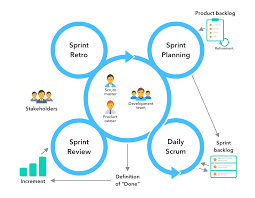 Product backlog
Sprint
Retro
Sprint
Planning
Refinement
Scrum
master
Stakeholders
Development
team
Product
owner
Sprint
backlog
Sprint
Review
Daily
Scrum
Increment
Definition
of "Done"